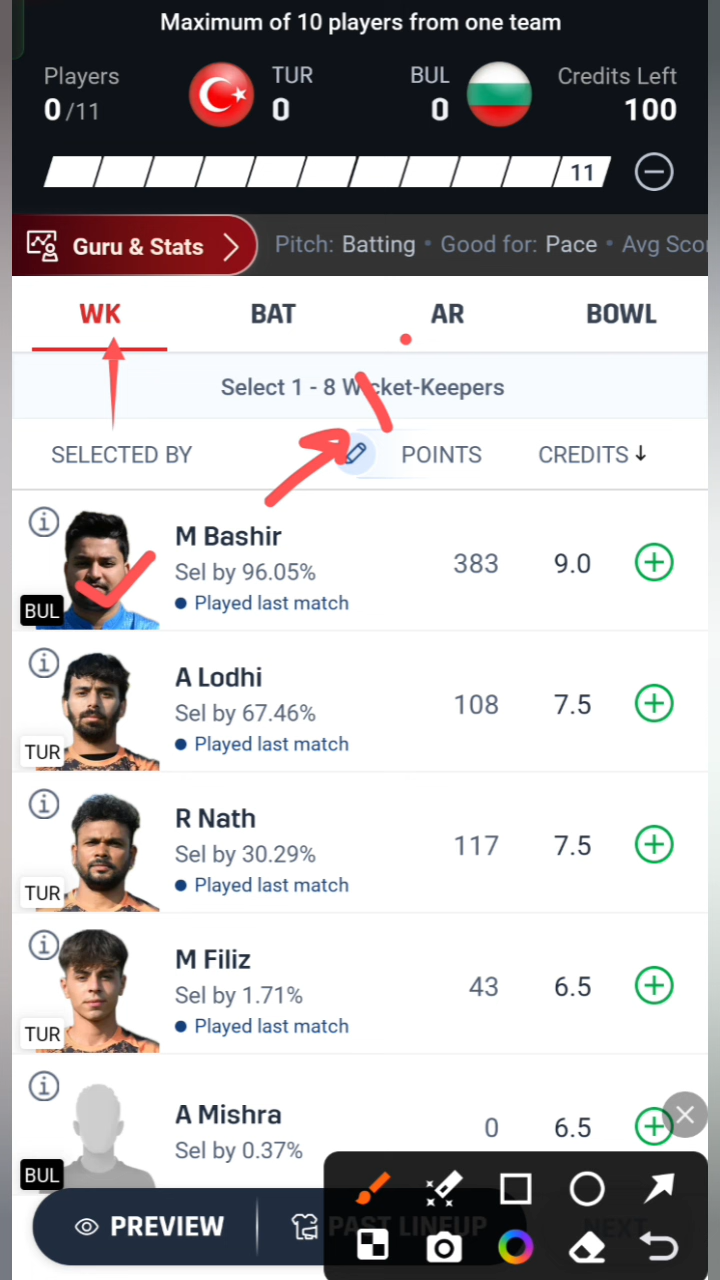 Maximum of 10 players from one team
Players TUR BUL Credits Left
0/11 0 0 100
11
Guru & Stats Pitch: Batting • Good for: Pace • Avg Scor
WK BAT AR BOWL
Select 1 - 8 Wicket-Keepers
SELECTED BY POINTS CREDITS
M Bashir
Sel by 96.05% 383 9.0
Played last match
BUL
A Lodhi
Sel by 67.46% 108 7.5
Played last match
TUR
R Nath
Sel by 30.29% 117 7.5
Played last match
TUR
M Filiz
Sel by 1.71% 43 6.5
Played last match
TUR
A Mishra
Sel by 0.37% 0 6.5
BUL
PREVIEW PAST LINEUP NEXT